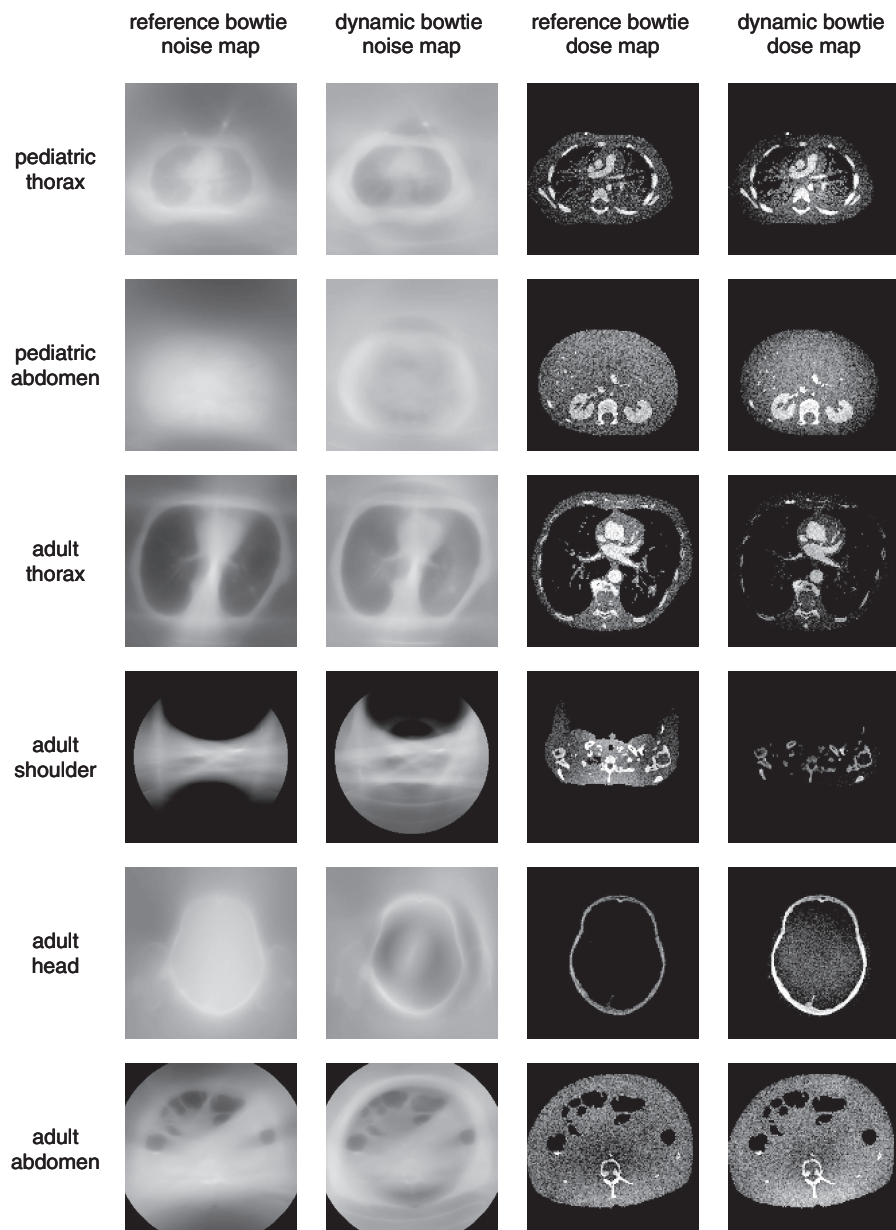 reference bowtie
noise map
dynamic bowtie
noise map
reference bowtie
dose map
dynamic bowtie
dose map
pediatric
thorax
pediatric
abdomen
adult
thorax
adult
shoulder
adult
head
adult
abdomen